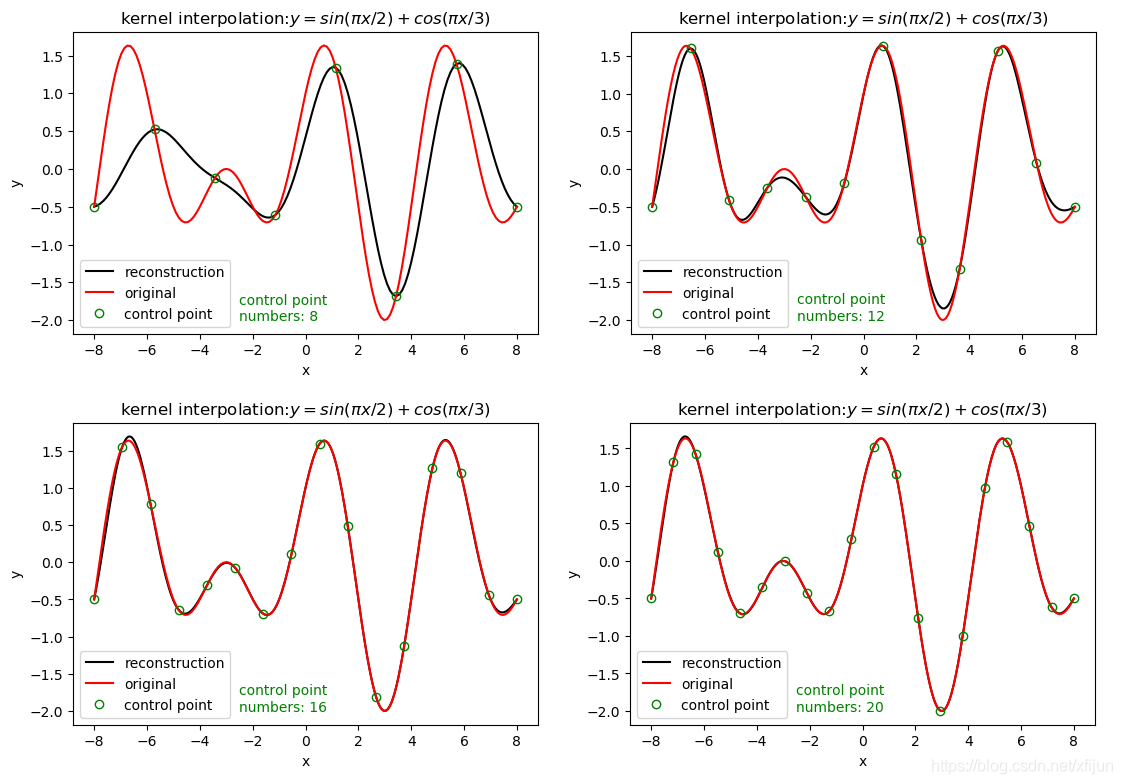 kernel interpolation:y = sin(πx/2) + cos(πx/3)
1.5
1.0
0.5
0.0
−0.5
−1.0
−1.5
−2.0
y
reconstruction
original
control point
control point
numbers: 8
−8 −6 −4 −2 0 2 4 6 8
x
kernel interpolation:y = sin(πx/2) + cos(πx/3)
1.5
1.0
0.5
0.0
−0.5
−1.0
−1.5
−2.0
y
reconstruction
original
control point
control point
numbers: 12
−8 −6 −4 −2 0 2 4 6 8
x
kernel interpolation:y = sin(πx/2) + cos(πx/3)
1.5
1.0
0.5
0.0
−0.5
−1.0
−1.5
−2.0
y
reconstruction
original
control point
control point
numbers: 16
−8 −6 −4 −2 0 2 4 6 8
x
kernel interpolation:y = sin(πx/2) + cos(πx/3)
1.5
1.0
0.5
0.0
−0.5
−1.0
−1.5
−2.0
y
reconstruction
original
control point
control point
numbers: 20
−8 −6 −4 −2 0 2 4 6 8
x
https://blog.csdn.net/xfijun